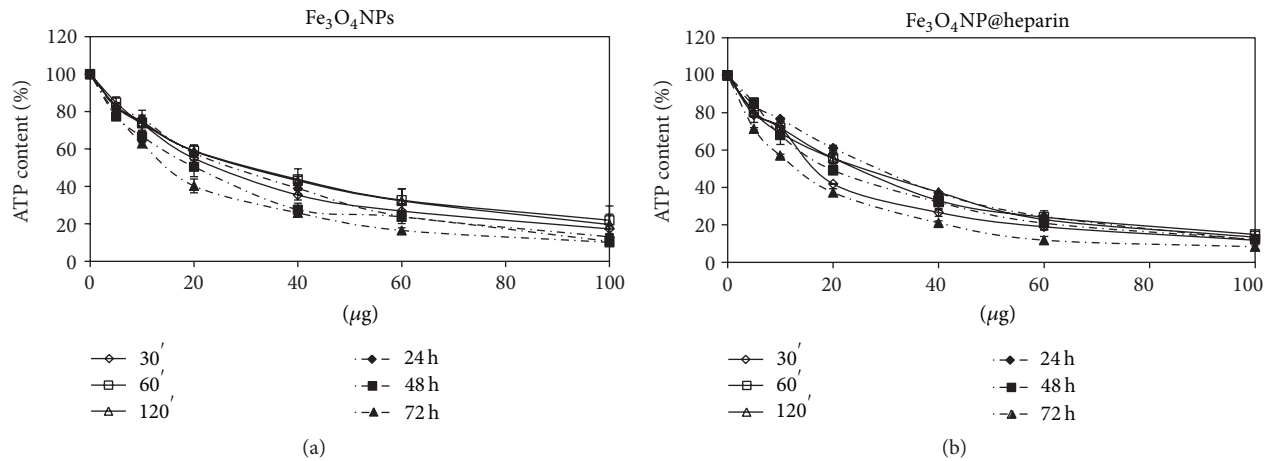 Fe₃O₄NPs
120
100
80
60
40
20
0
ATP content (%)
0 20 40 60 80 100
(µg)
30′
60′
120′
24 h
48 h
72 h
(a)
Fe₃O₄NP@heparin
120
100
80
60
40
20
0
ATP content (%)
0 20 40 60 80 100
(µg)
30′
60′
120′
24 h
48 h
72 h
(b)